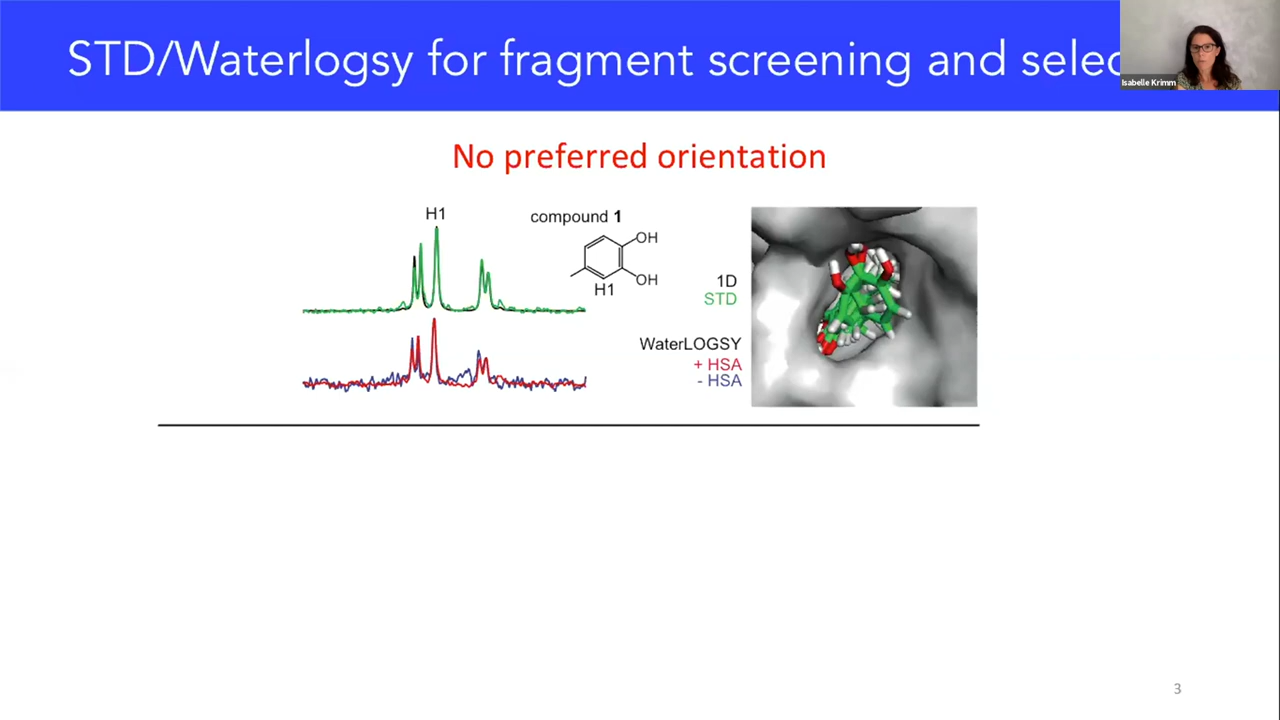 STD/Waterlogsy for fragment screening and selec
Isabelle Krimm
No preferred orientation
H1
compound 1
OH
OH
H1
1D
STD
WaterLOGSY
+ HSA
- HSA
3